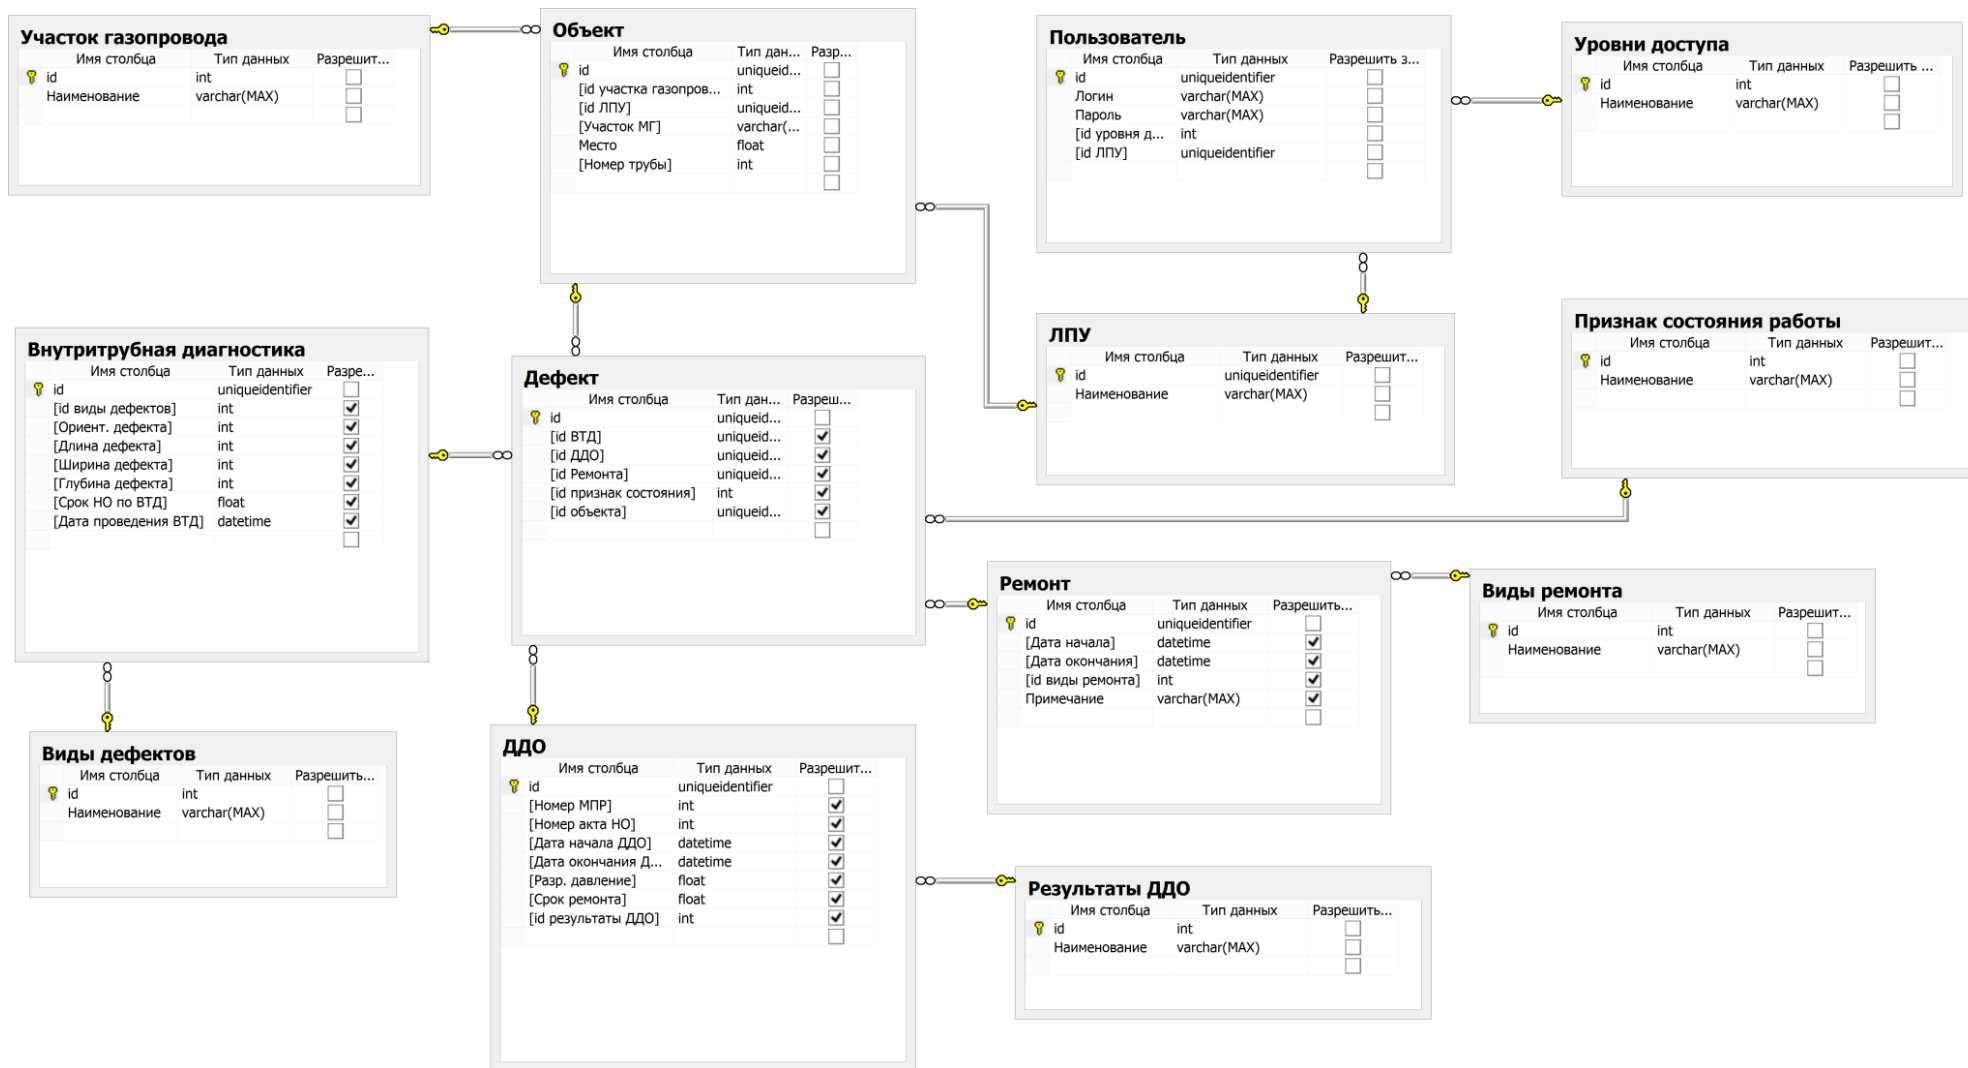 Участок газопровода
Имя столбца Тип данных Разрешит...
id int
Наименование varchar(MAX)
Объект
Имя столбца Тип дан... Разр...
id uniqueid...
[id участка газопров... int
[id ЛПУ] uniqueid...
[Участок МГ] varchar(...
Место float
[Номер трубы] int
Пользователь
Имя столбца Тип данных Разрешить з...
id uniqueidentifier
Логин varchar(MAX)
Пароль varchar(MAX)
[id уровня д... int
[id ЛПУ] uniqueidentifier
Уровни доступа
Имя столбца Тип данных Разрешить ...
id int
Наименование varchar(MAX)
Внутритрубная диагностика
Имя столбца Тип данных Разре...
id uniqueidentifier
[id виды дефектов] int
[Ориент. дефекта] int
[Длина дефекта] int
[Ширина дефекта] int
[Глубина дефекта] int
[Срок НО по ВТД] float
[Дата проведения ВТД] datetime
Дефект
Имя столбца Тип дан... Разреш...
id uniqueid...
[id ВТД] uniqueid...
[id ДДО] uniqueid...
[id Ремонта] uniqueid...
[id признак состояния] int
[id объекта] uniqueid...
ЛПУ
Имя столбца Тип данных Разрешит...
id uniqueidentifier
Наименование varchar(MAX)
Признак состояния работы
Имя столбца Тип данных Разрешит...
id int
Наименование varchar(MAX)
Ремонт
Имя столбца Тип данных Разрешить...
id uniqueidentifier
[Дата начала] datetime
[Дата окончания] datetime
[id виды ремонта] int
Примечание varchar(MAX)
Виды ремонта
Имя столбца Тип данных Разрешит...
id int
Наименование varchar(MAX)
Виды дефектов
Имя столбца Тип данных Разрешить...
id int
Наименование varchar(MAX)
ДДО
Имя столбца Тип данных Разрешит...
id uniqueidentifier
[Номер МПР] int
[Номер акта НО] int
[Дата начала ДДО] datetime
[Дата окончания Д... datetime
[Разр. давление] float
[Срок ремонта] float
[id результаты ДДО] int
Результаты ДДО
Имя столбца Тип данных Разрешить...
id int
Наименование varchar(MAX)